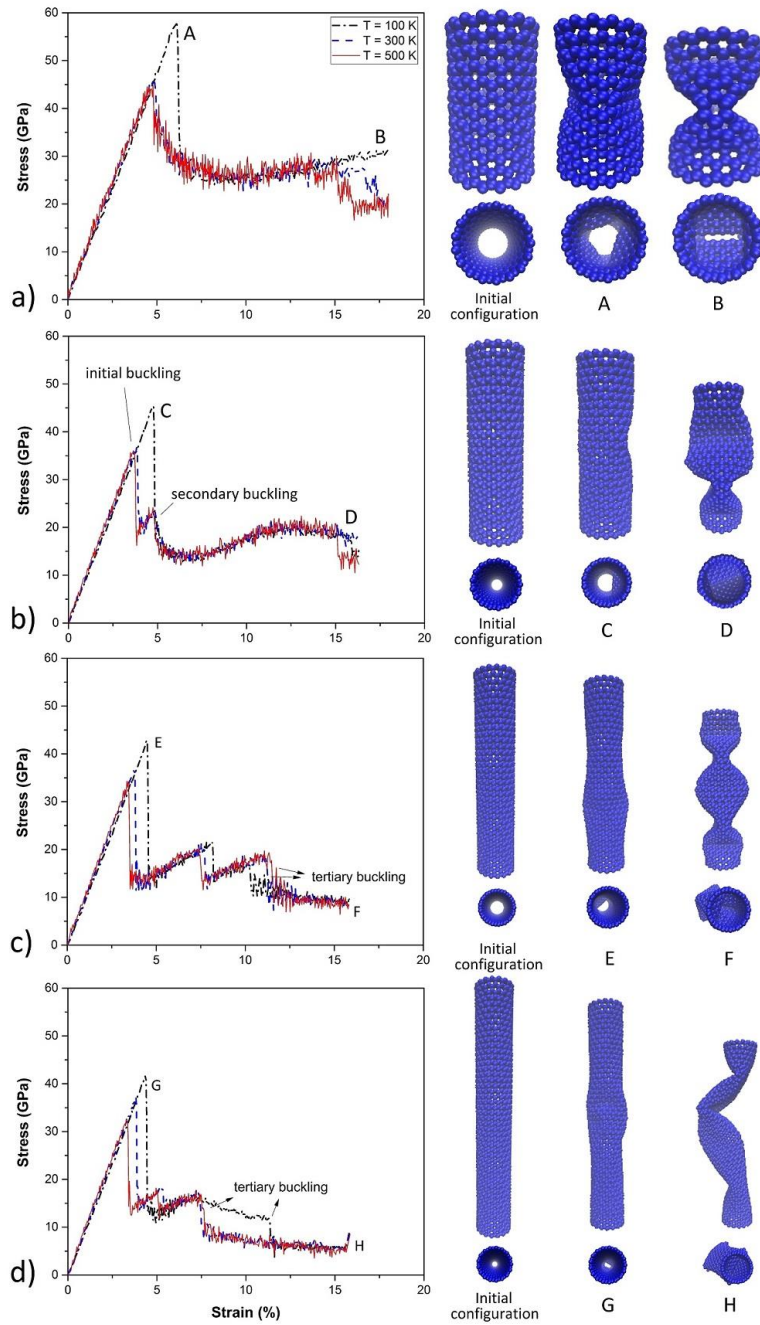 60
50
40
30
20
10
0
Stress (GPa)
A
T = 100 K
T = 300 K
T = 500 K
B
0
5
10
15
20
a)
Initial
configuration
A
B
60
50
40
30
20
10
0
Stress (GPa)
initial buckling
C
secondary buckling
D
0
5
10
15
20
b)
Initial
configuration
C
D
60
50
40
30
20
10
0
Stress (GPa)
E
tertiary buckling
F
0
5
10
15
20
c)
Initial
configuration
E
F
60
50
40
30
20
10
0
Stress (GPa)
G
tertiary buckling
H
0
5
10
15
20
Strain (%)
d)
Initial
configuration
G
H